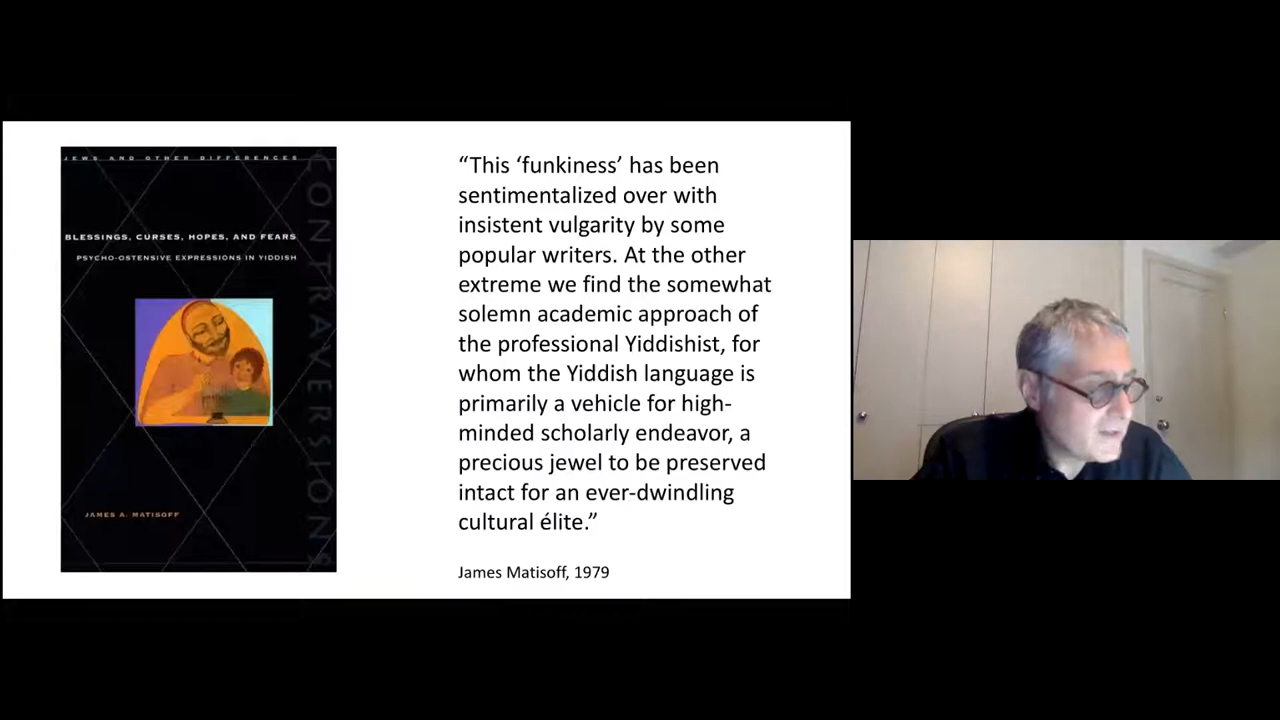 JEWS AND OTHER DIFFERENCES
CONTRAVERSIONS
BLESSINGS, CURSES, HOPES, AND FEARS
PSYCHO-OSTENSIVE EXPRESSIONS IN YIDDISH
JAMES A. MATISOFF
“This ‘funkiness’ has been
sentimentalized over with
insistent vulgarity by some
popular writers. At the other
extreme we find the somewhat
solemn academic approach of
the professional Yiddishist, for
whom the Yiddish language is
primarily a vehicle for high-
minded scholarly endeavor, a
precious jewel to be preserved
intact for an ever-dwindling
cultural élite.”
James Matisoff, 1979